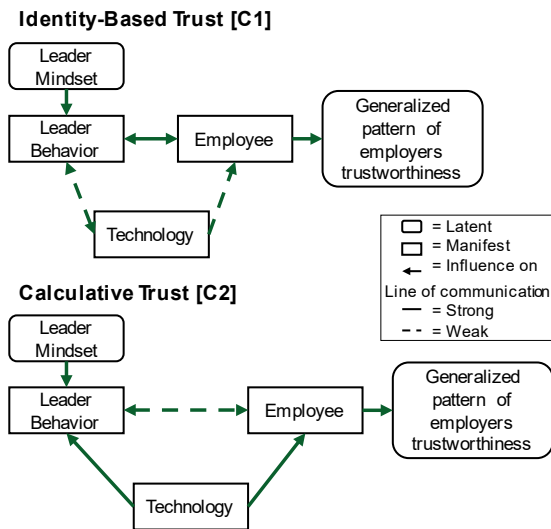 Identity-Based Trust [C1]
Leader
Mindset
Leader
Behavior
Employee
Generalized
pattern of
employers
trustworthiness
Technology
= Latent
= Manifest
= Influence on
Line of communication
= Strong
= Weak
Calculative Trust [C2]
Leader
Mindset
Leader
Behavior
Employee
Generalized
pattern of
employers
trustworthiness
Technology